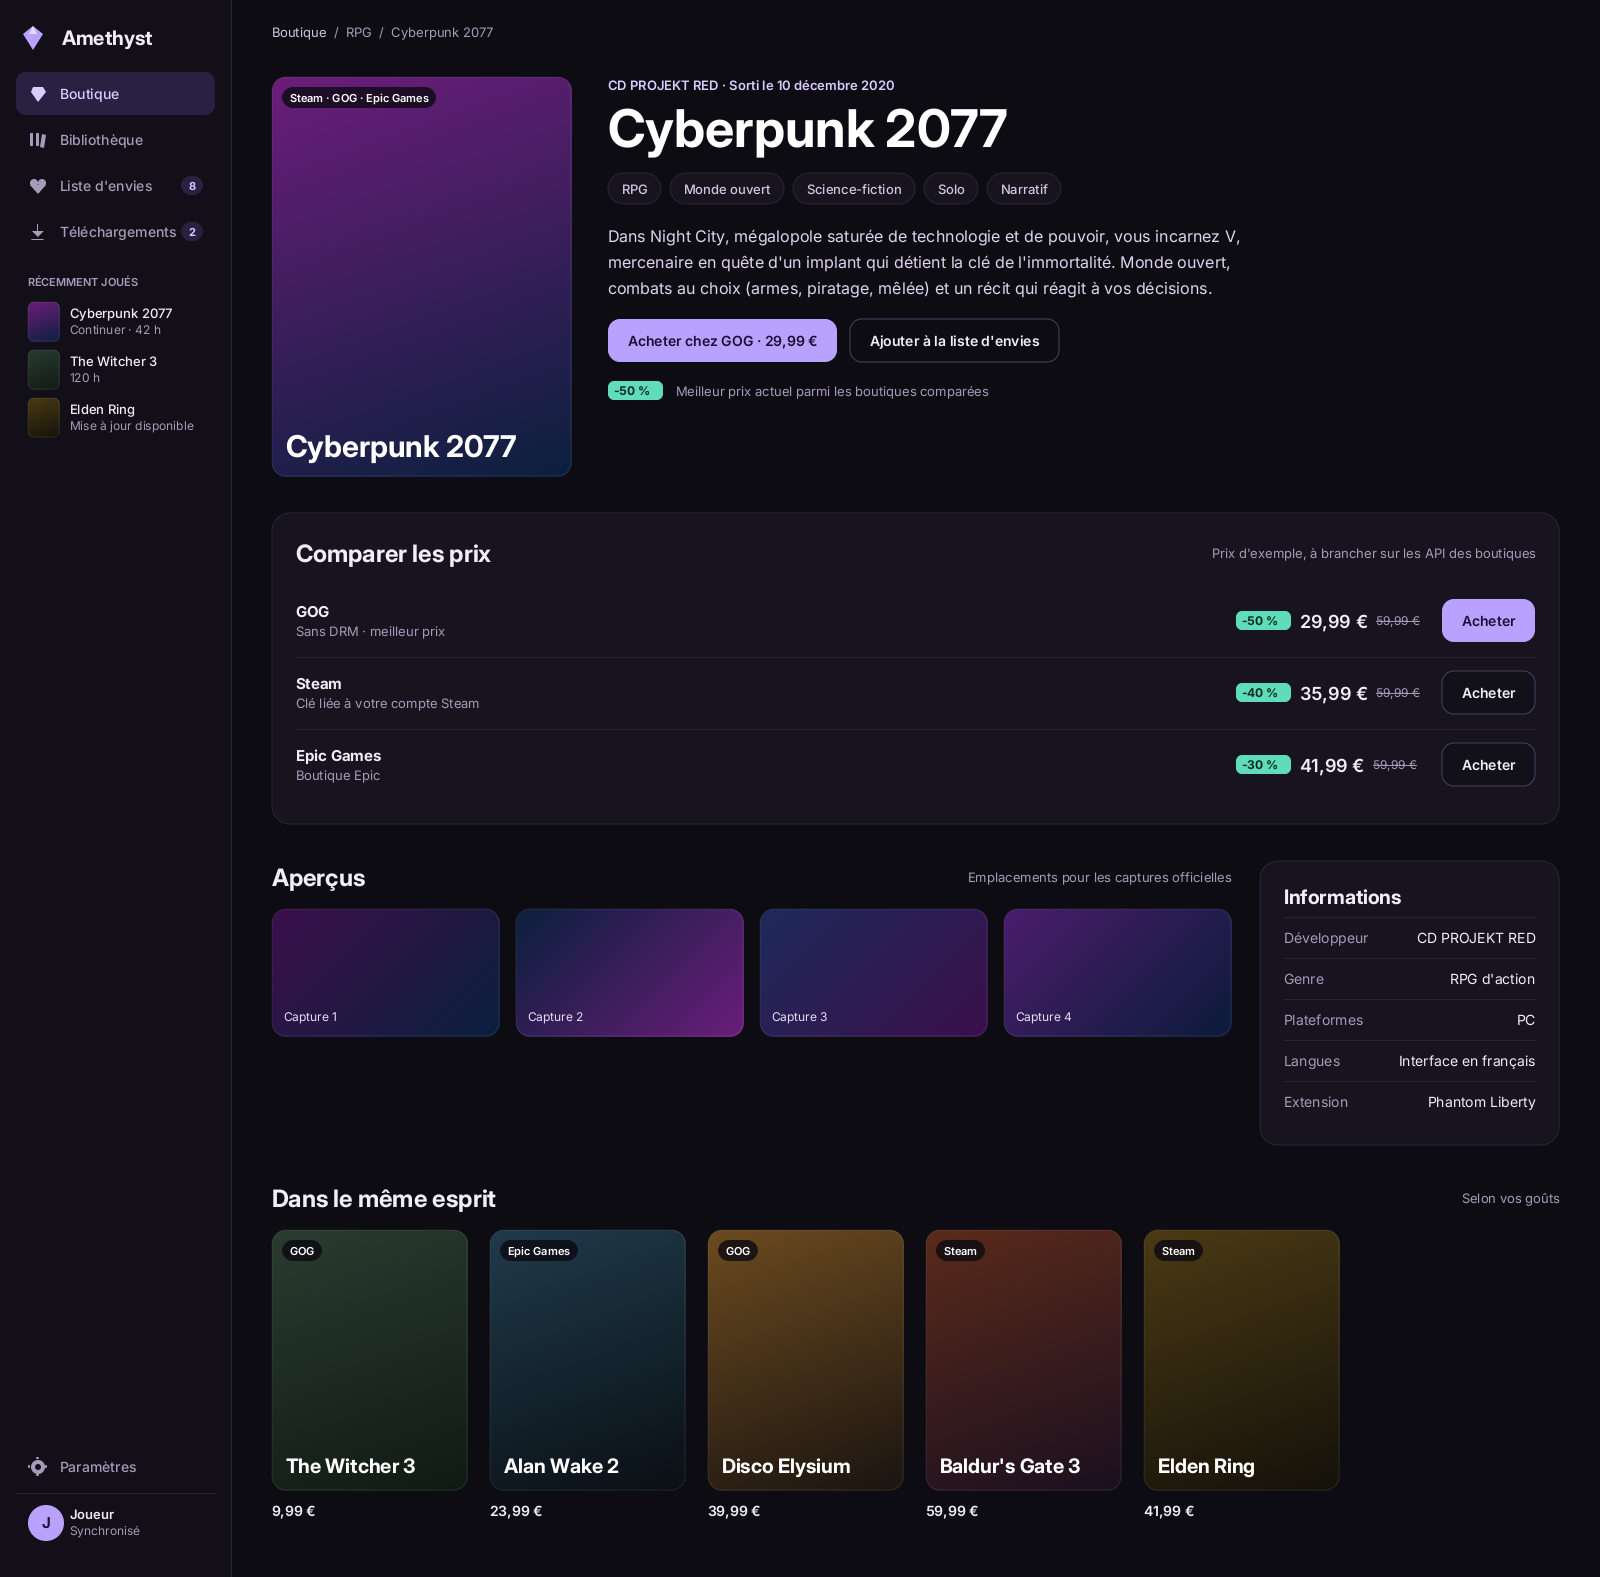 Amethyst
Boutique
Bibliothèque
Liste d'envies 8
Téléchargements 2
RÉCEMMENT JOUÉS
Cyberpunk 2077
Continuer · 42 h
The Witcher 3
120 h
Elden Ring
Mise à jour disponible
Paramètres
J
Joueur
Synchronisé
Boutique / RPG / Cyberpunk 2077
Steam · GOG · Epic Games
Cyberpunk 2077
CD PROJEKT RED · Sorti le 10 décembre 2020
Cyberpunk 2077
RPG Monde ouvert Science-fiction Solo Narratif
Dans Night City, mégalopole saturée de technologie et de pouvoir, vous incarnez V,
mercenaire en quête d'un implant qui détient la clé de l'immortalité. Monde ouvert,
combats au choix (armes, piratage, mêlée) et un récit qui réagit à vos décisions.
Acheter chez GOG · 29,99 € Ajouter à la liste d'envies
-50 % Meilleur prix actuel parmi les boutiques comparées
Comparer les prix
Prix d'exemple, à brancher sur les API des boutiques
GOG
Sans DRM · meilleur prix
-50 % 29,99 € 59,99 € Acheter
Steam
Clé liée à votre compte Steam
-40 % 35,99 € 59,99 € Acheter
Epic Games
Boutique Epic
-30 % 41,99 € 59,99 € Acheter
Aperçus
Emplacements pour les captures officielles
Capture 1
Capture 2
Capture 3
Capture 4
Informations
Développeur CD PROJEKT RED
Genre RPG d'action
Plateformes PC
Langues Interface en français
Extension Phantom Liberty
Dans le même esprit
Selon vos goûts
GOG
The Witcher 3
9,99 €
Epic Games
Alan Wake 2
23,99 €
GOG
Disco Elysium
39,99 €
Steam
Baldur's Gate 3
59,99 €
Steam
Elden Ring
41,99 €